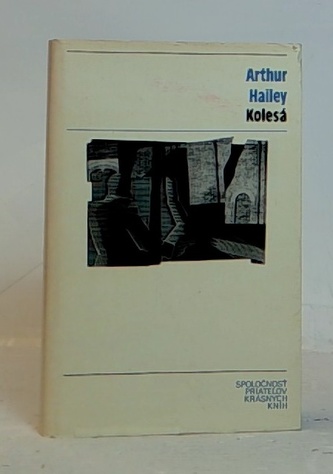 Arthur
Hailey
Kolesá
SPOLOČNOSŤ
PRIATEĽOV
KRÁSNYCH
KNÍH